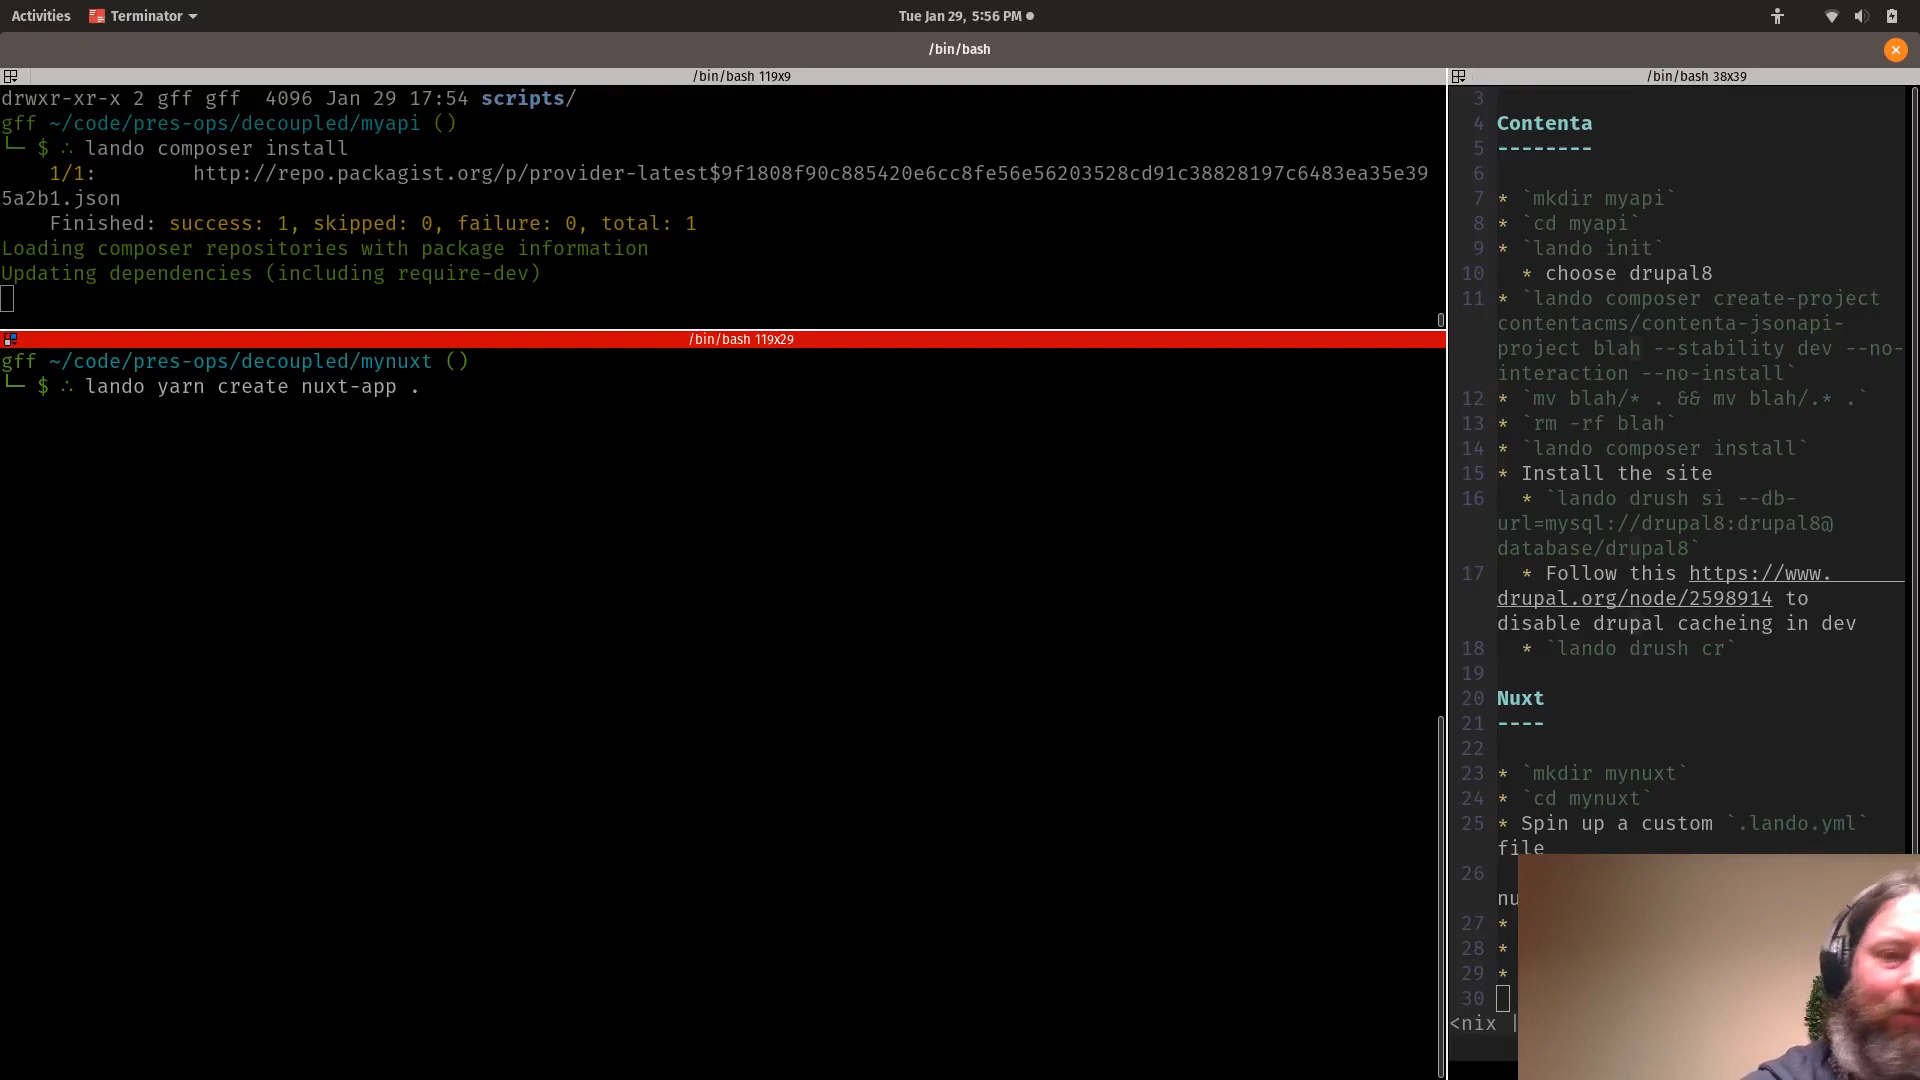 Activities Terminator Tue Jan 29, 5:56 PM
/bin/bash
/bin/bash 119x9
drwxr-xr-x 2 gff gff  4096 Jan 29 17:54 scripts/
gff ~/code/pres-ops/decoupled/myapi ()
└─ $ ∴ lando composer install
    1/1:        http://repo.packagist.org/p/provider-latest$9f1808f90c885420e6cc8fe56e56203528cd91c38828197c6483ea35e39
5a2b1.json
    Finished: success: 1, skipped: 0, failure: 0, total: 1
Loading composer repositories with package information
Updating dependencies (including require-dev)
/bin/bash 119x29
gff ~/code/pres-ops/decoupled/mynuxt ()
└─ $ ∴ lando yarn create nuxt-app .
/bin/bash 38x39
3
4 Contenta
5 --------
6
7 * `mkdir myapi`
8 * `cd myapi`
9 * `lando init`
10   * choose drupal8
11 * `lando composer create-project
contentacms/contenta-jsonapi-
project blah --stability dev --no-
interaction --no-install`
12 * `mv blah/* . && mv blah/.* .`
13 * `rm -rf blah`
14 * `lando composer install`
15 * Install the site
16   * `lando drush si --db-
url=mysql://drupal8:drupal8@
database/drupal8`
17   * Follow this https://www.
drupal.org/node/2598914 to
disable drupal cacheing in dev
18   * `lando drush cr`
19
20 Nuxt
21 ----
22
23 * `mkdir mynuxt`
24 * `cd mynuxt`
25 * Spin up a custom `.lando.yml`
file
26
nu
27 *
28 *
29 *
30
<nix |